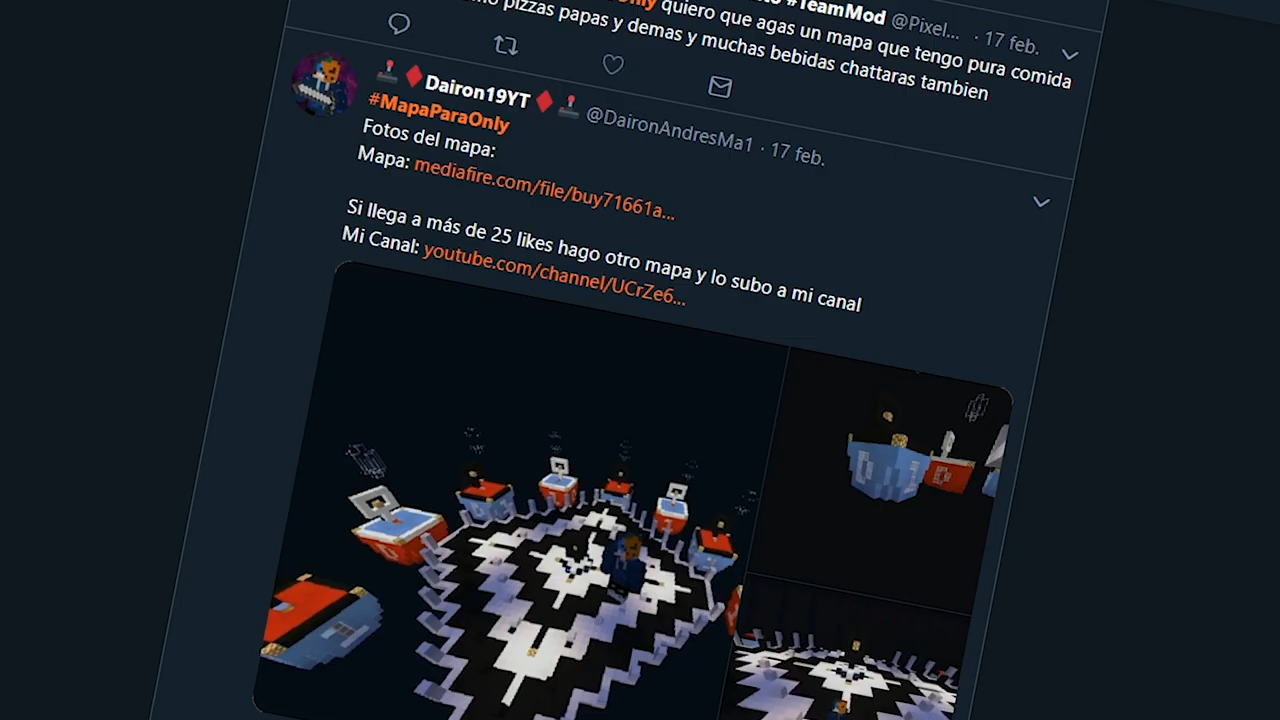 #TeamMod @Pixel... · 17 feb.
quiero que agas un mapa que tengo pura comida
pizzas papas y demas y muchas bebidas chattaras tambien
Dairon19YT @DaironAndresMa1 · 17 feb.
#MapaParaOnly
Fotos del mapa:
Mapa: mediafire.com/file/buy71661a...
Si llega a más de 25 likes hago otro mapa y lo subo a mi canal
Mi Canal: youtube.com/channel/UCrZe6...